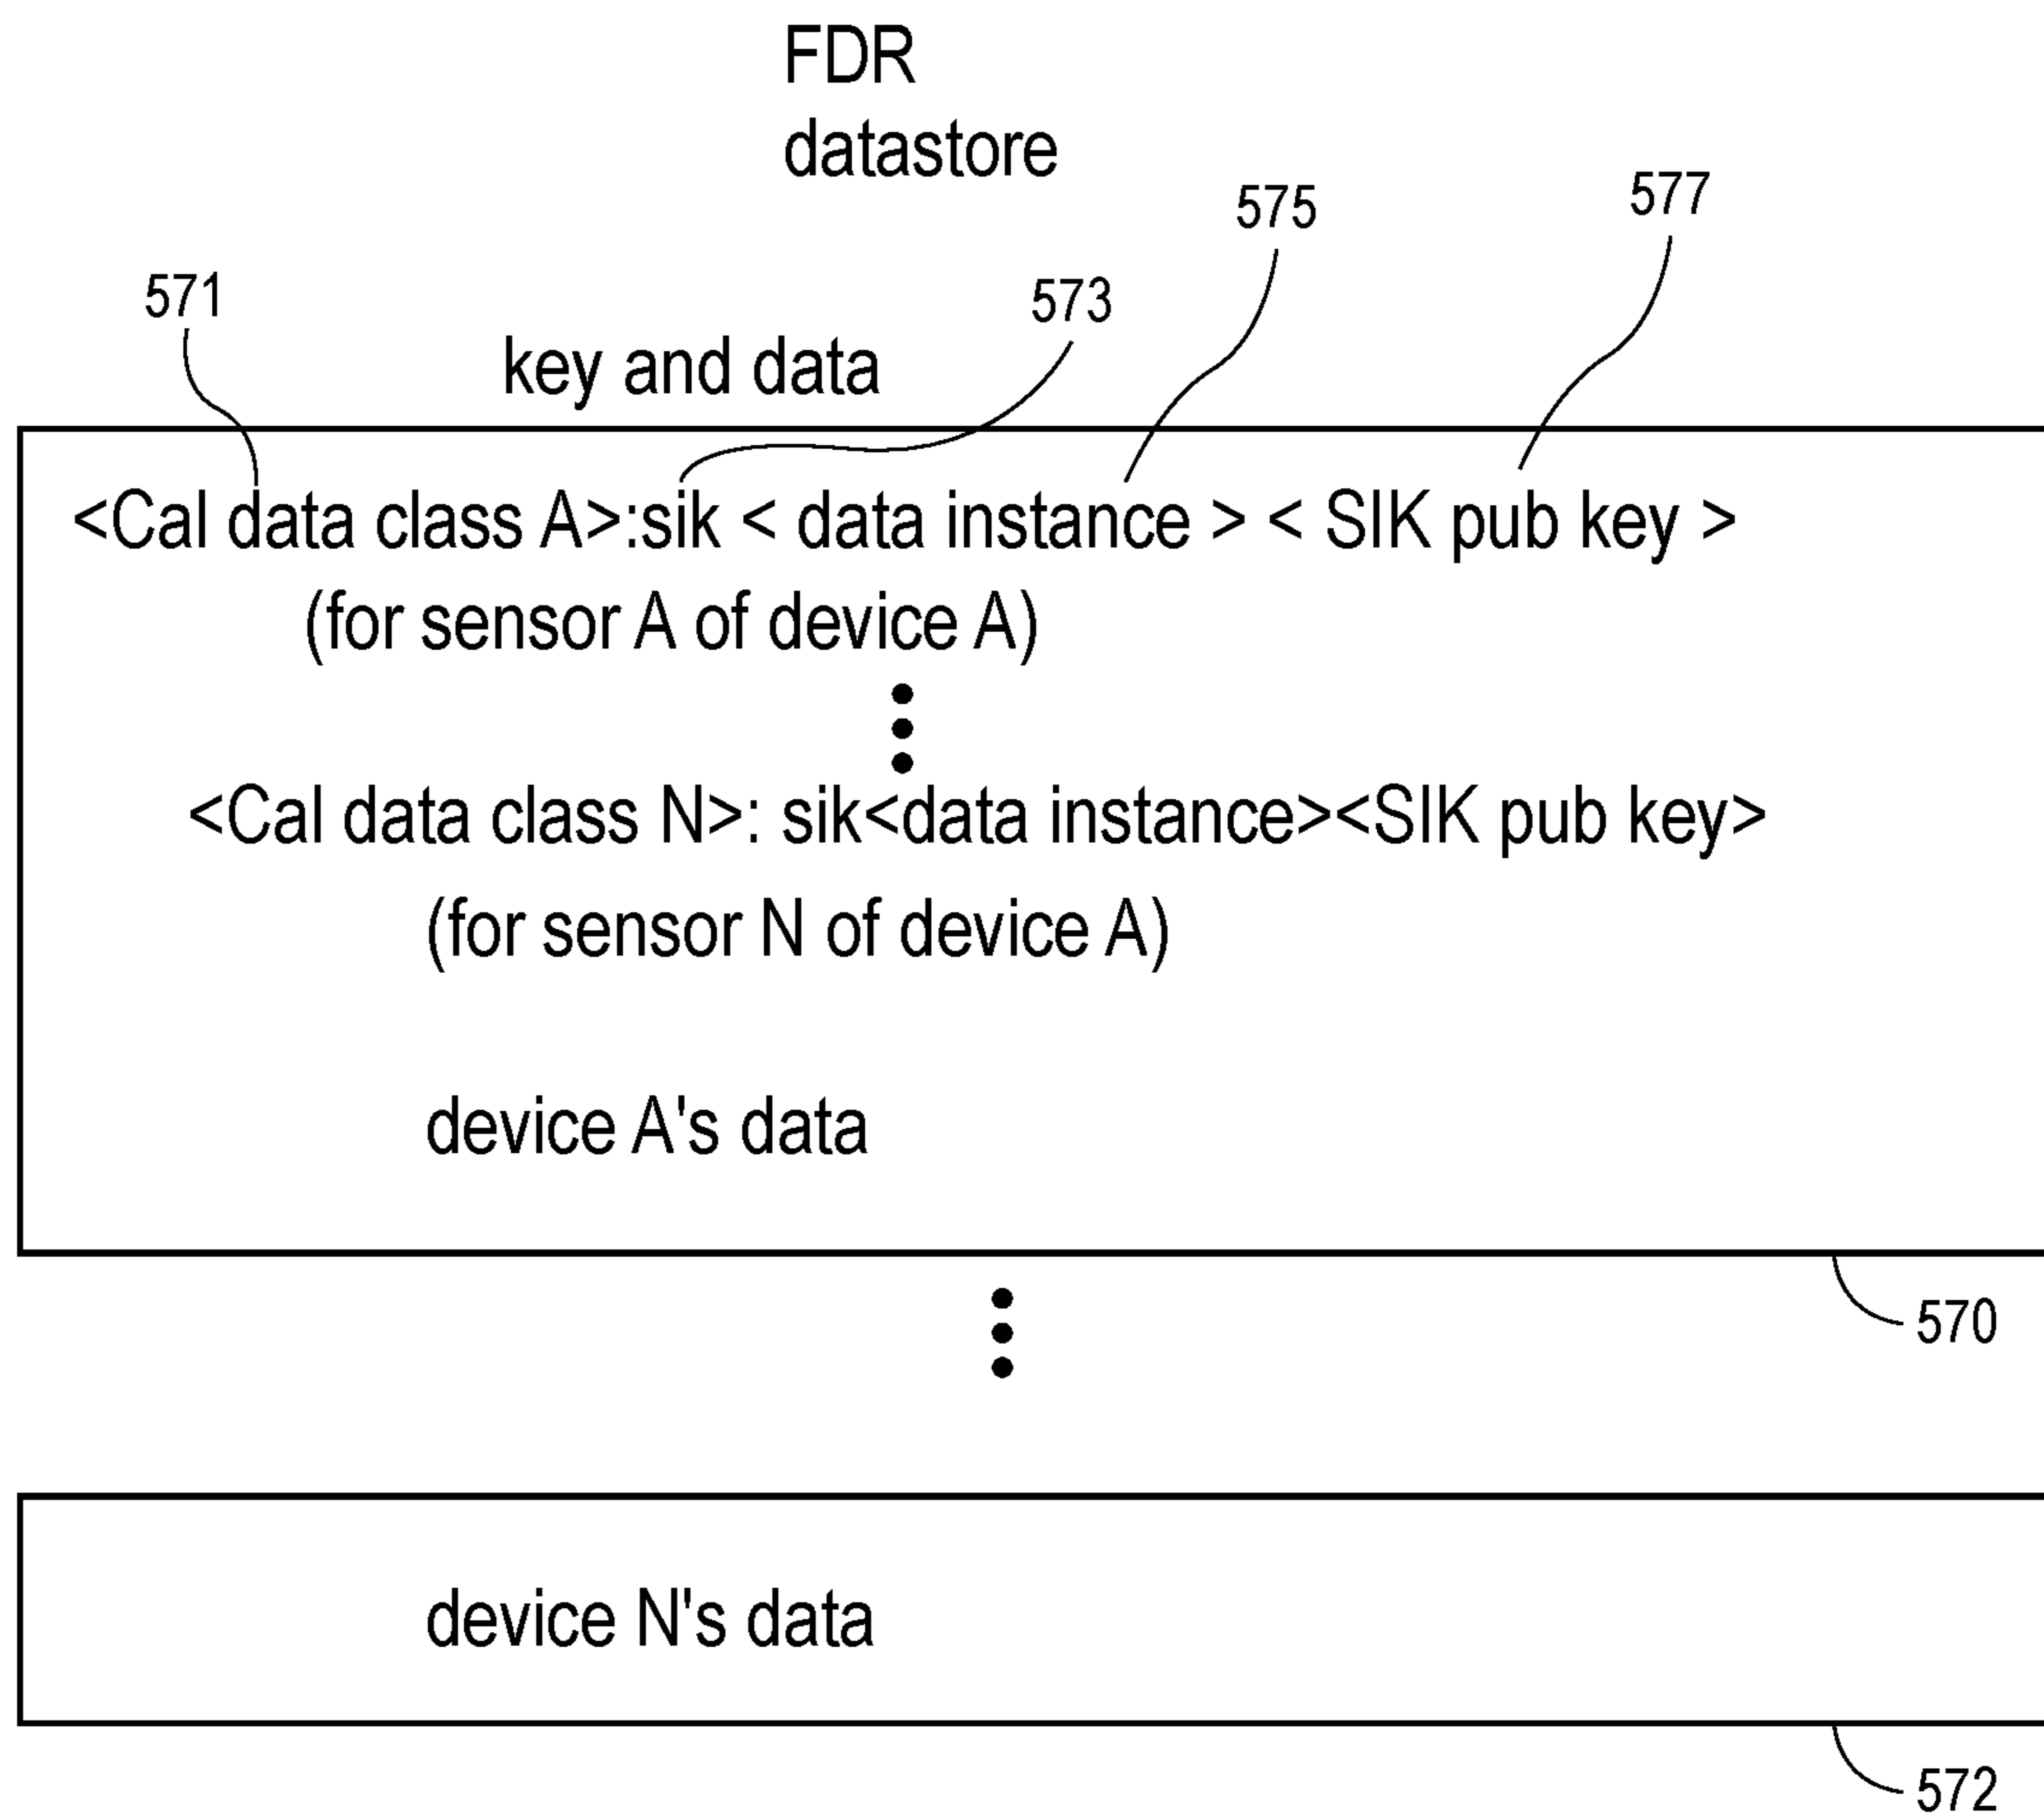 FDR
datastore
575
577
571
573
key and data
<Cal data class A>:sik < data instance > < SIK pub key >
(for sensor A of device A)
<Cal data class N>: sik<data instance><SIK pub key>
(for sensor N of device A)
device A's data
570
device N's data
572